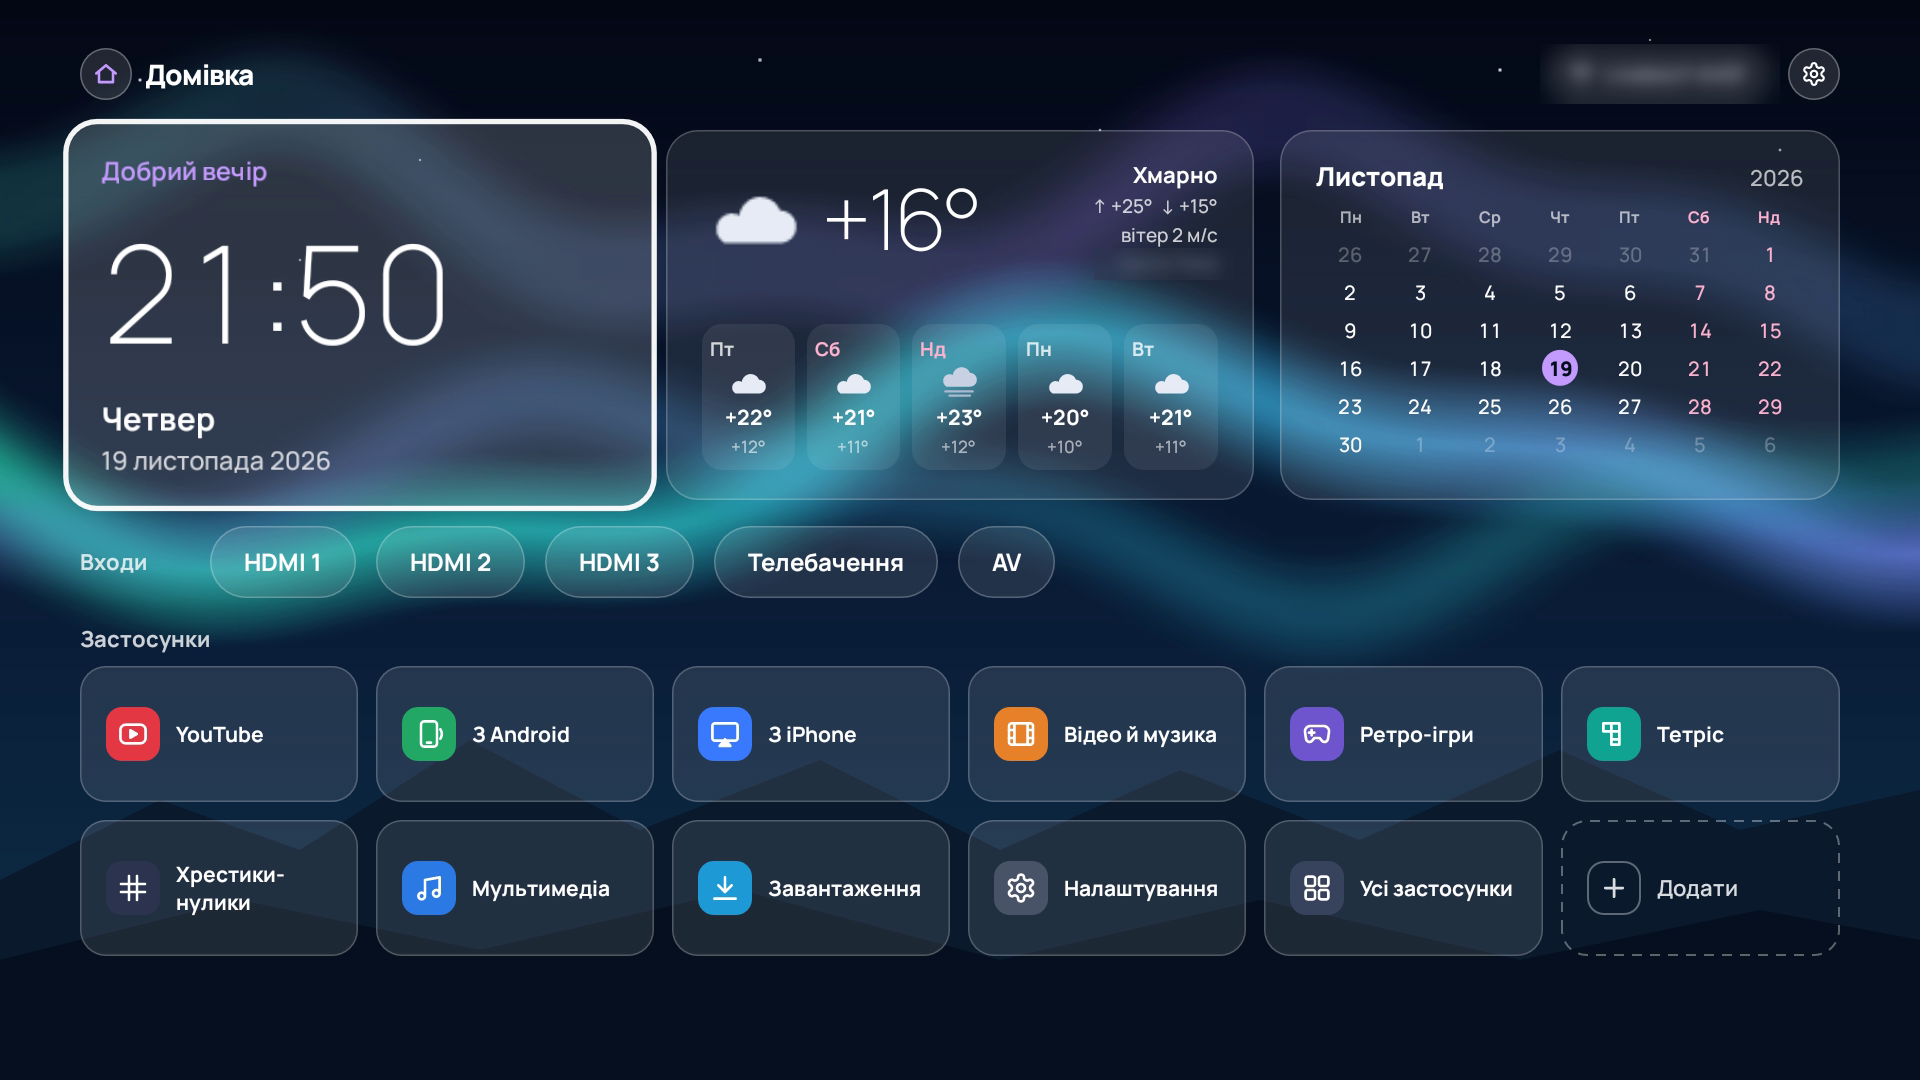 Домівка
Добрий вечір
21:50
Четвер
19 листопада 2026
+16°
Хмарно
↑ +25° ↓ +15°
вітер 2 м/с
Пт Сб Нд Пн Вт
+22° +21° +23° +20° +21°
+12° +11° +12° +10° +11°
Листопад 2026
Пн Вт Ср Чт Пт Сб Нд
26 27 28 29 30 31 1
2 3 4 5 6 7 8
9 10 11 12 13 14 15
16 17 18 19 20 21 22
23 24 25 26 27 28 29
30 1 2 3 4 5 6
Входи HDMI 1 HDMI 2 HDMI 3 Телебачення AV
Застосунки
YouTube З Android З iPhone Відео й музика Ретро-ігри Тетріс
Хрестики-
нулики
Мультимедіа Завантаження Налаштування Усі застосунки Додати